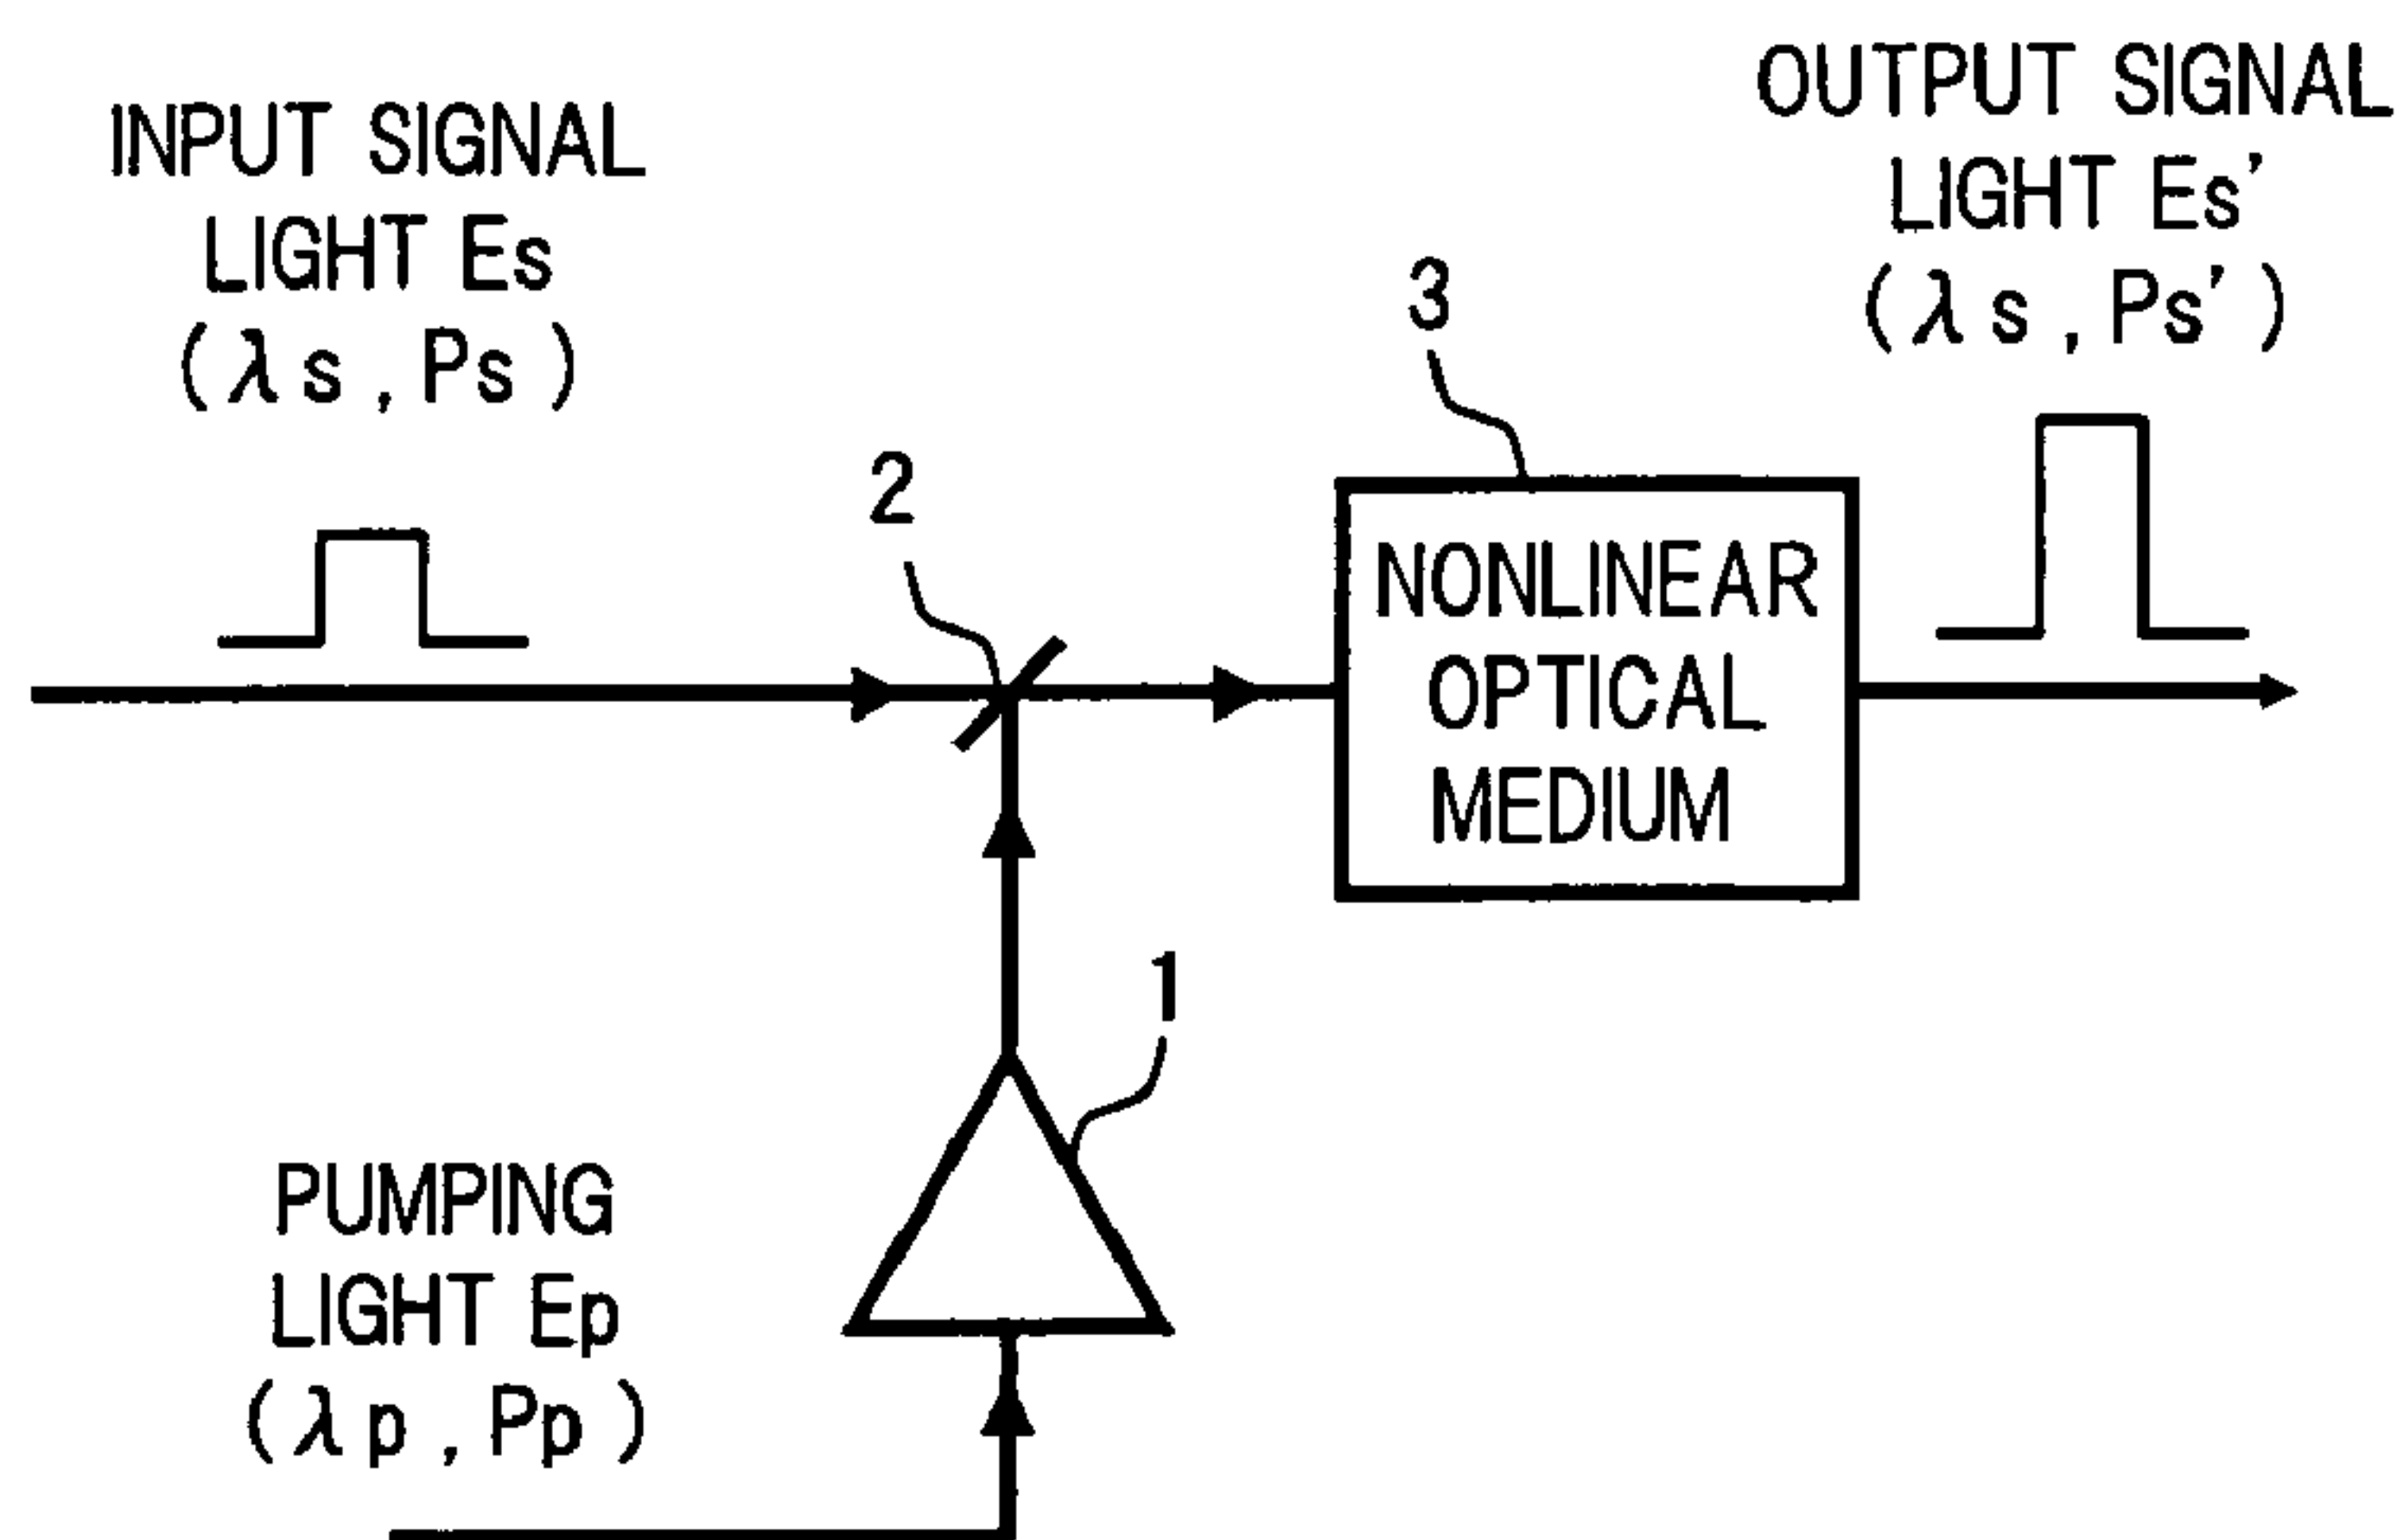 INPUT SIGNAL
LIGHT Es
(λs, Ps)
OUTPUT SIGNAL
LIGHT Es'
(λs, Ps')
3
2
NONLINEAR
OPTICAL
MEDIUM
1
PUMPING
LIGHT Ep
(λp, Pp)